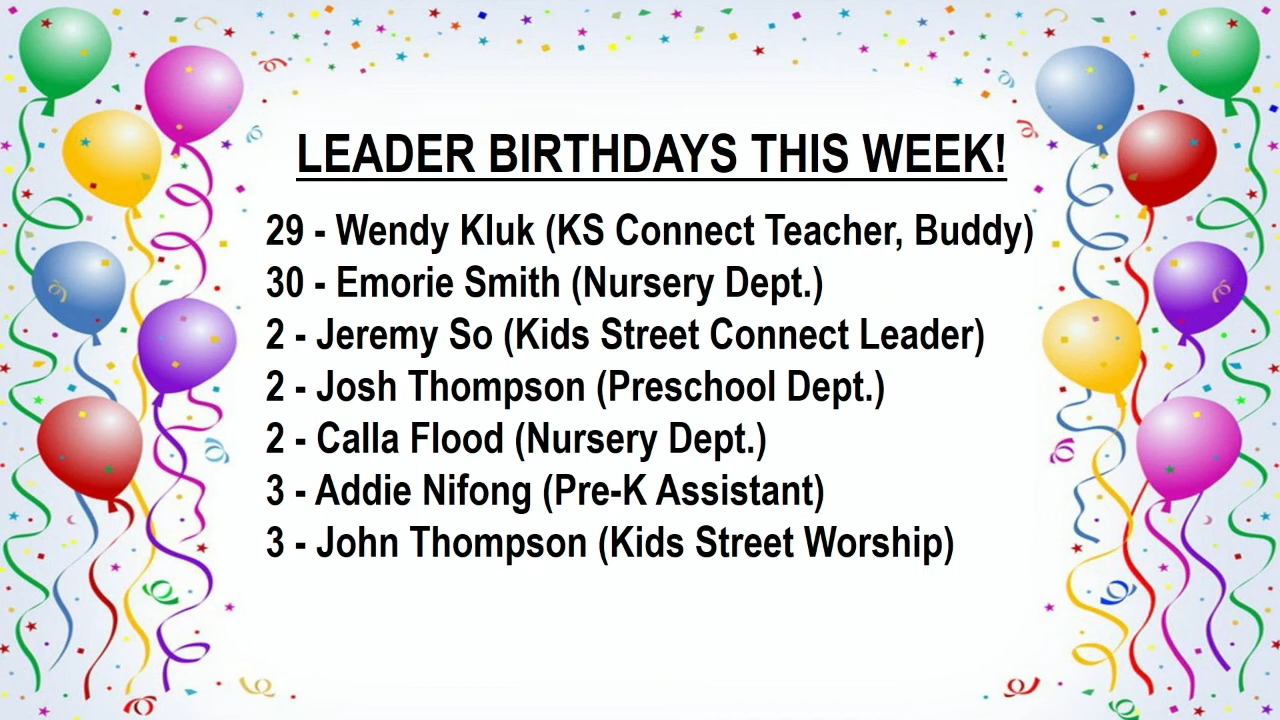 LEADER BIRTHDAYS THIS WEEK!
29 - Wendy Kluk (KS Connect Teacher, Buddy)
30 - Emorie Smith (Nursery Dept.)
2 - Jeremy So (Kids Street Connect Leader)
2 - Josh Thompson (Preschool Dept.)
2 - Calla Flood (Nursery Dept.)
3 - Addie Nifong (Pre-K Assistant)
3 - John Thompson (Kids Street Worship)